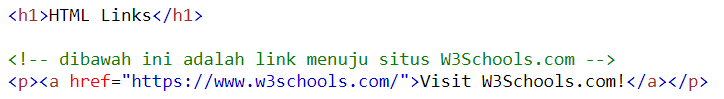 <h1>HTML Links</h1>
<!-- dibawah ini adalah link menuju situs W3Schools.com -->
<p><a href="https://www.w3schools.com/">Visit W3Schools.com!</a></p>